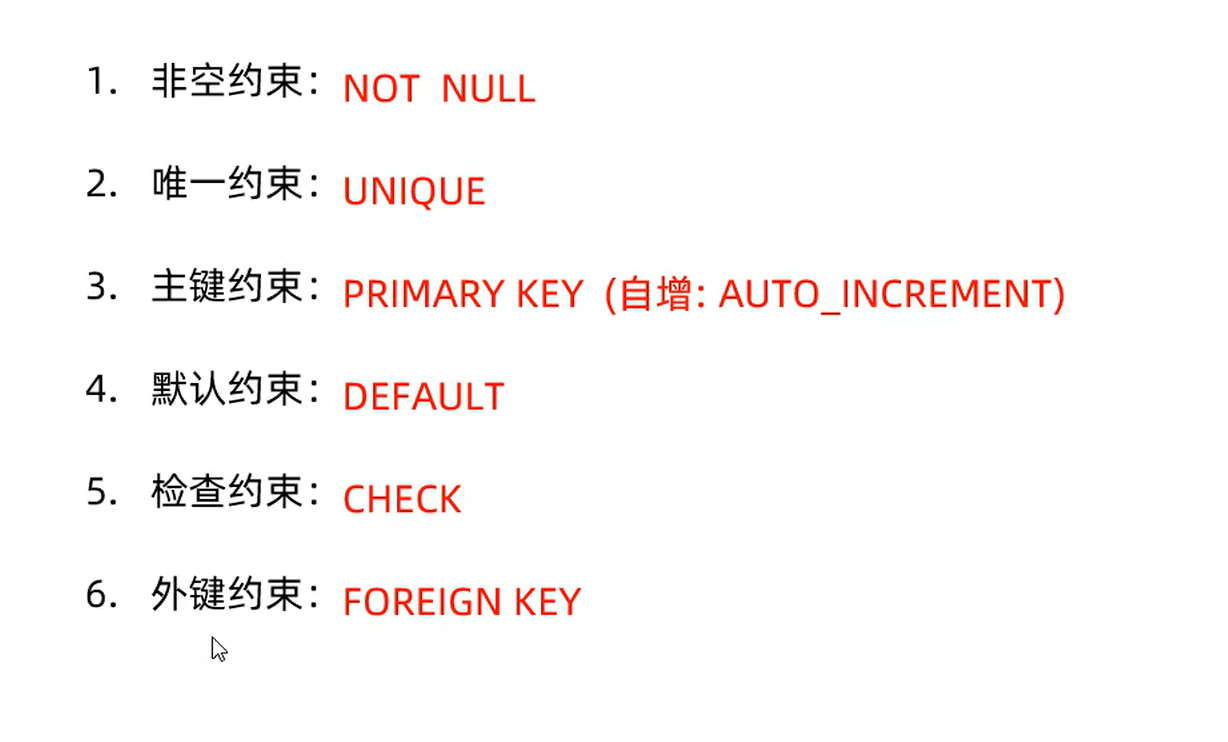 1. 非空约束：NOT NULL
2. 唯一约束：UNIQUE
3. 主键约束：PRIMARY KEY (自增: AUTO_INCREMENT)
4. 默认约束：DEFAULT
5. 检查约束：CHECK
6. 外键约束：FOREIGN KEY